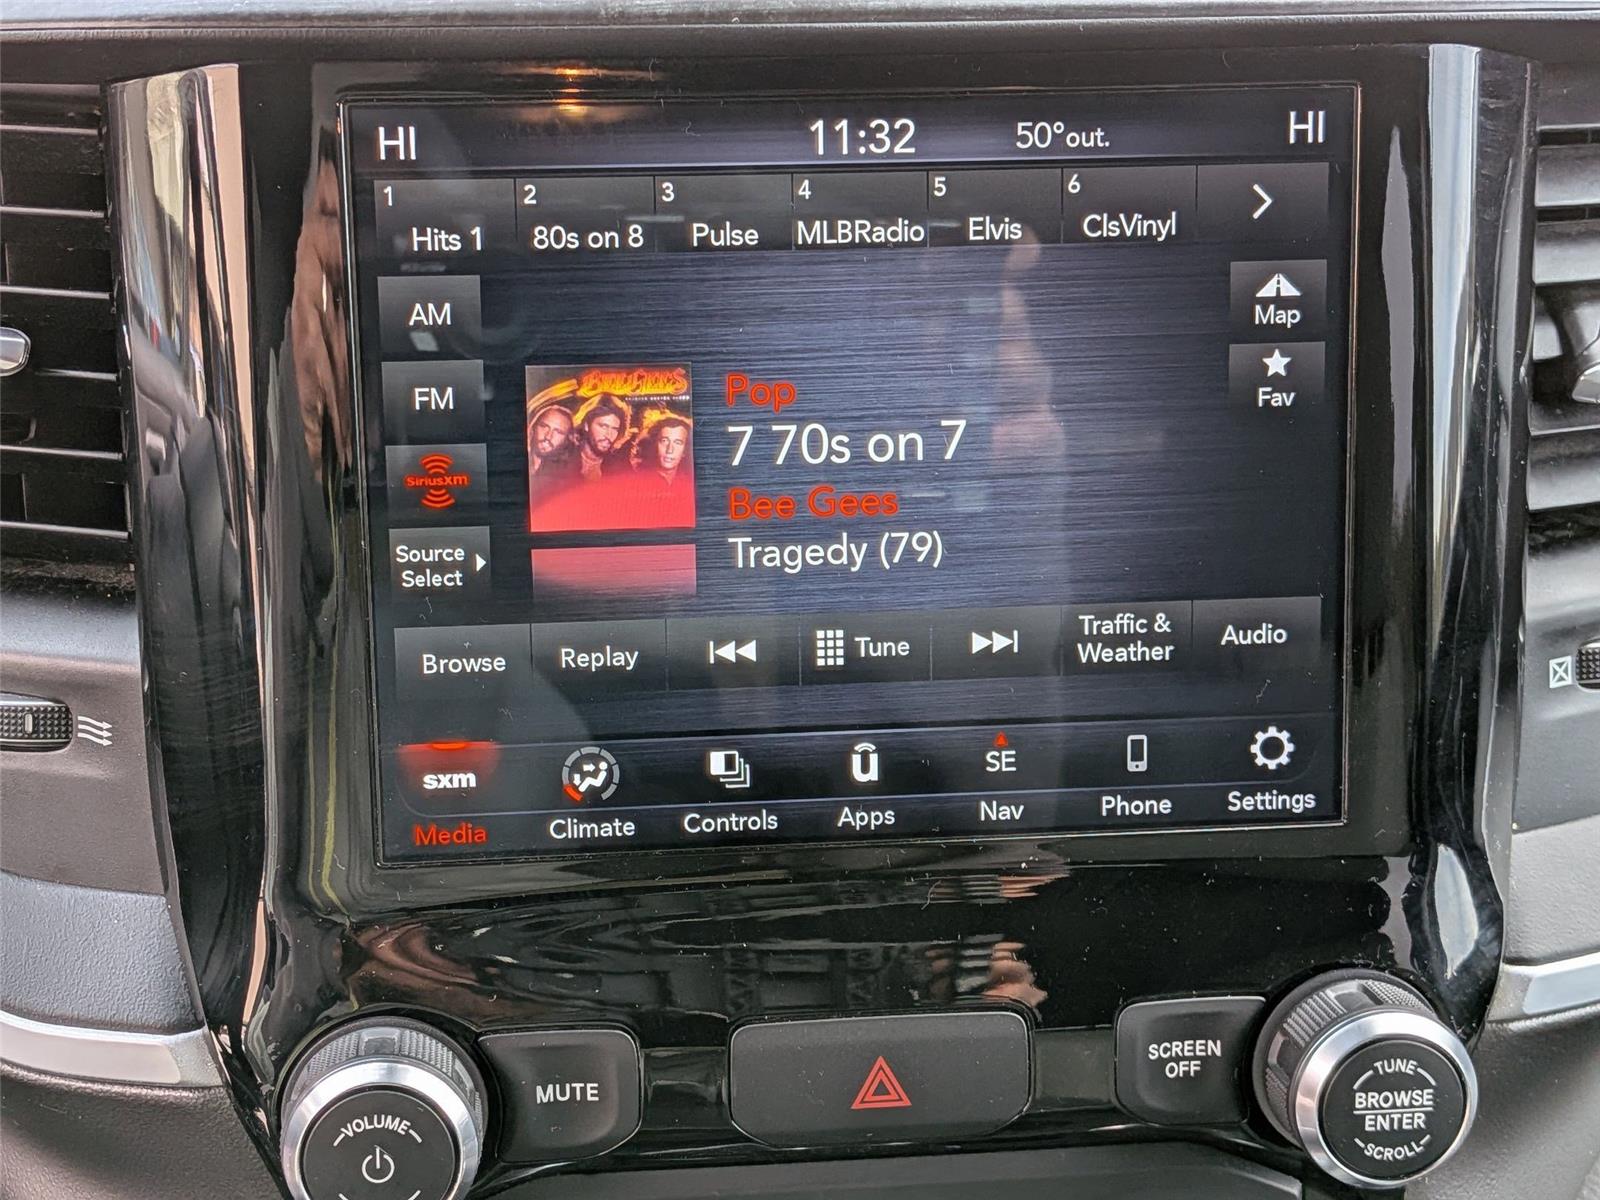 HI 11:32 50°out. HI
1 2 3 4 5 6
Hits 1 80s on 8 Pulse MLBRadio Elvis ClsVinyl
AM
Map
FM
Fav
BEE GEES
Pop
7 70s on 7
SiriusXm
Bee Gees
Tragedy (79)
Source
Select
Browse Replay Tune Traffic &
Weather Audio
sxm
Media
Climate
Controls
ū
Apps
SE
Nav
Phone
Settings
MUTE
SCREEN
OFF
VOLUME
TUNE
BROWSE
ENTER
SCROLL